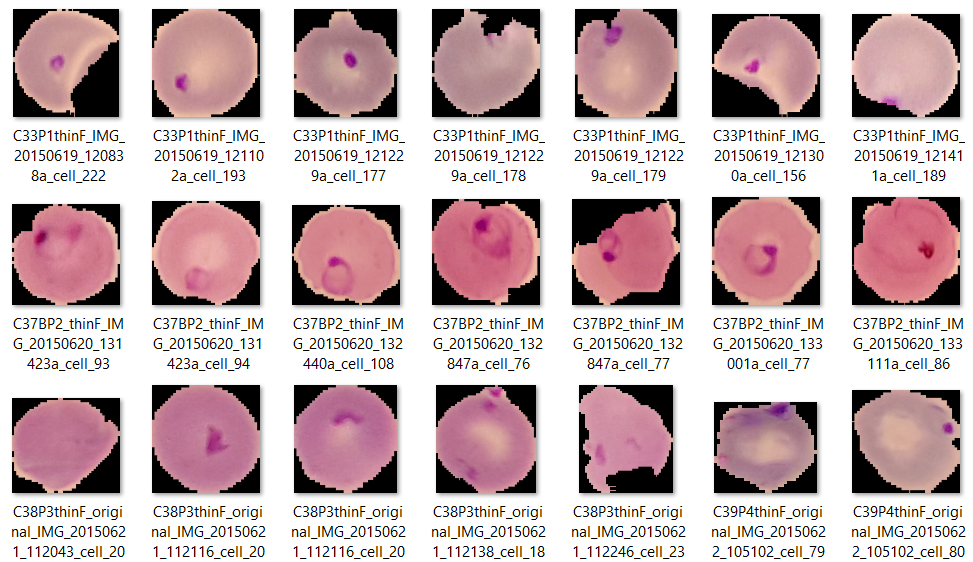 C33P1thinF_IMG_ C33P1thinF_IMG_ C33P1thinF_IMG_ C33P1thinF_IMG_ C33P1thinF_IMG_ C33P1thinF_IMG_ C33P1thinF_IMG_
20150619_12083 20150619_12110 20150619_12122 20150619_12122 20150619_12122 20150619_12130 20150619_12141
8a_cell_222 2a_cell_193 9a_cell_177 9a_cell_178 9a_cell_179 0a_cell_156 1a_cell_189
C37BP2_thinF_IM C37BP2_thinF_IM C37BP2_thinF_IM C37BP2_thinF_IM C37BP2_thinF_IM C37BP2_thinF_IM C37BP2_thinF_IM
G_20150620_131 G_20150620_131 G_20150620_132 G_20150620_132 G_20150620_132 G_20150620_133 G_20150620_133
423a_cell_93 423a_cell_94 440a_cell_108 847a_cell_76 847a_cell_77 001a_cell_77 111a_cell_86
C38P3thinF_origi C38P3thinF_origi C38P3thinF_origi C38P3thinF_origi C38P3thinF_origi C39P4thinF_origi C39P4thinF_origi
nal_IMG_2015062 nal_IMG_2015062 nal_IMG_2015062 nal_IMG_2015062 nal_IMG_2015062 nal_IMG_2015062 nal_IMG_2015062
1_112043_cell_20 1_112116_cell_20 1_112116_cell_20 1_112138_cell_18 1_112246_cell_23 2_105102_cell_79 2_105102_cell_80